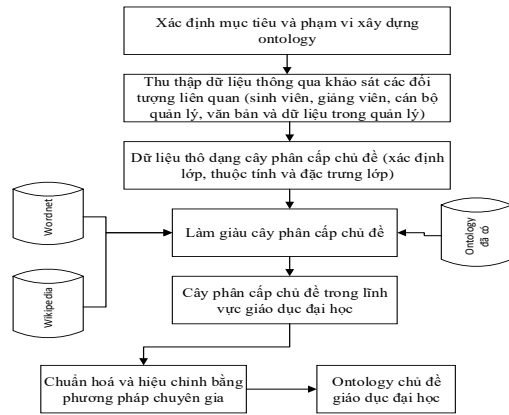 Xác định mục tiêu và phạm vi xây dựng
ontology
Thu thập dữ liệu thông qua khảo sát các đối
tượng liên quan (sinh viên, giảng viên, cán bộ
quản lý, văn bản và dữ liệu trong quản lý)
Dữ liệu thô dạng cây phân cấp chủ đề (xác định
lớp, thuộc tính và đặc trưng lớp)
Wordnet
Làm giàu cây phân cấp chủ đề
Ontology
đã có
Wikipedia
Cây phân cấp chủ đề trong lĩnh
vực giáo dục đại học
Chuẩn hoá và hiệu chỉnh bằng
phương pháp chuyên gia
Ontology chủ đề
giáo dục đại học